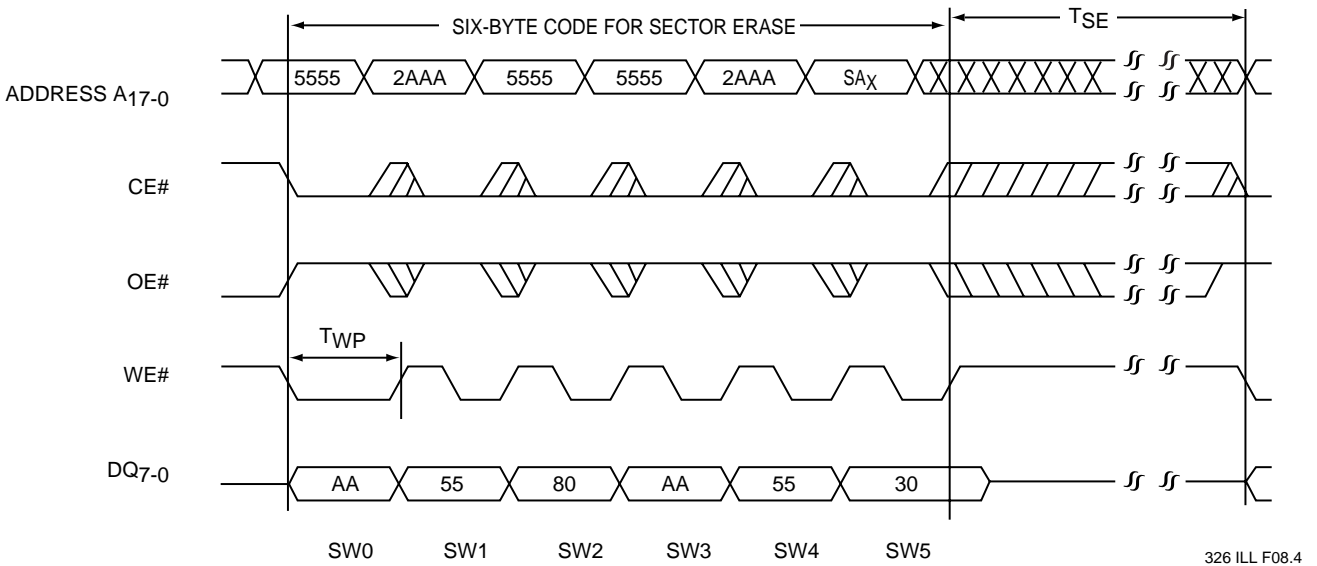 SIX-BYTE CODE FOR SECTOR ERASE
TSE
ADDRESS A17-0
5555 2AAA 5555 5555 2AAA SAX
CE#
OE#
TWP
WE#
DQ7-0
AA 55 80 AA 55 30
SW0 SW1 SW2 SW3 SW4 SW5
326 ILL F08.4